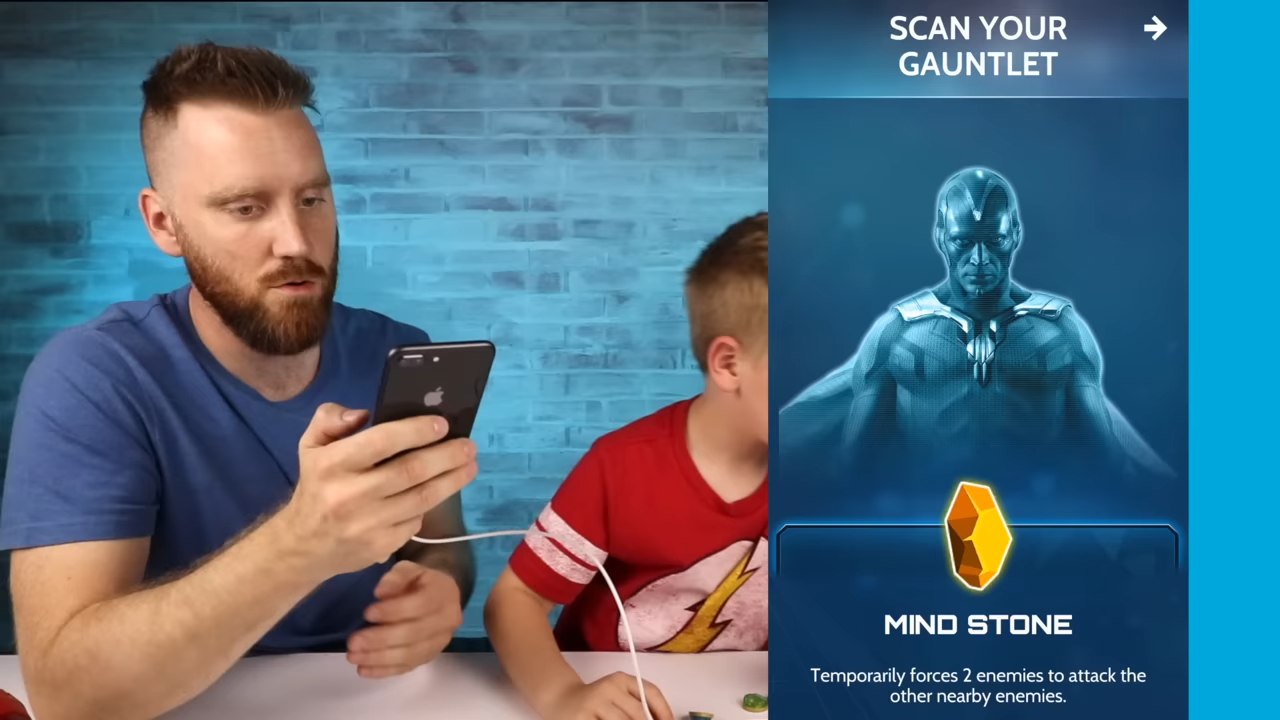 SCAN YOUR
GAUNTLET
MIND STONE
Temporarily forces 2 enemies to attack the
other nearby enemies.